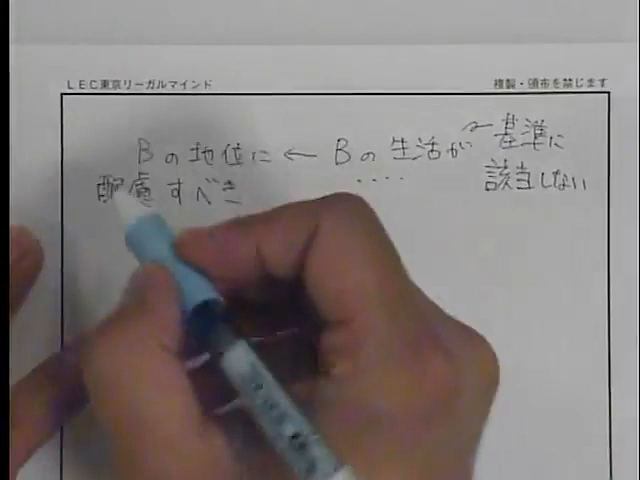 LEC東京リーガルマインド
複製・頒布を禁じます
Bの地位に ← Bの生活が ← 基準に
配慮すべき ････ 該当しない